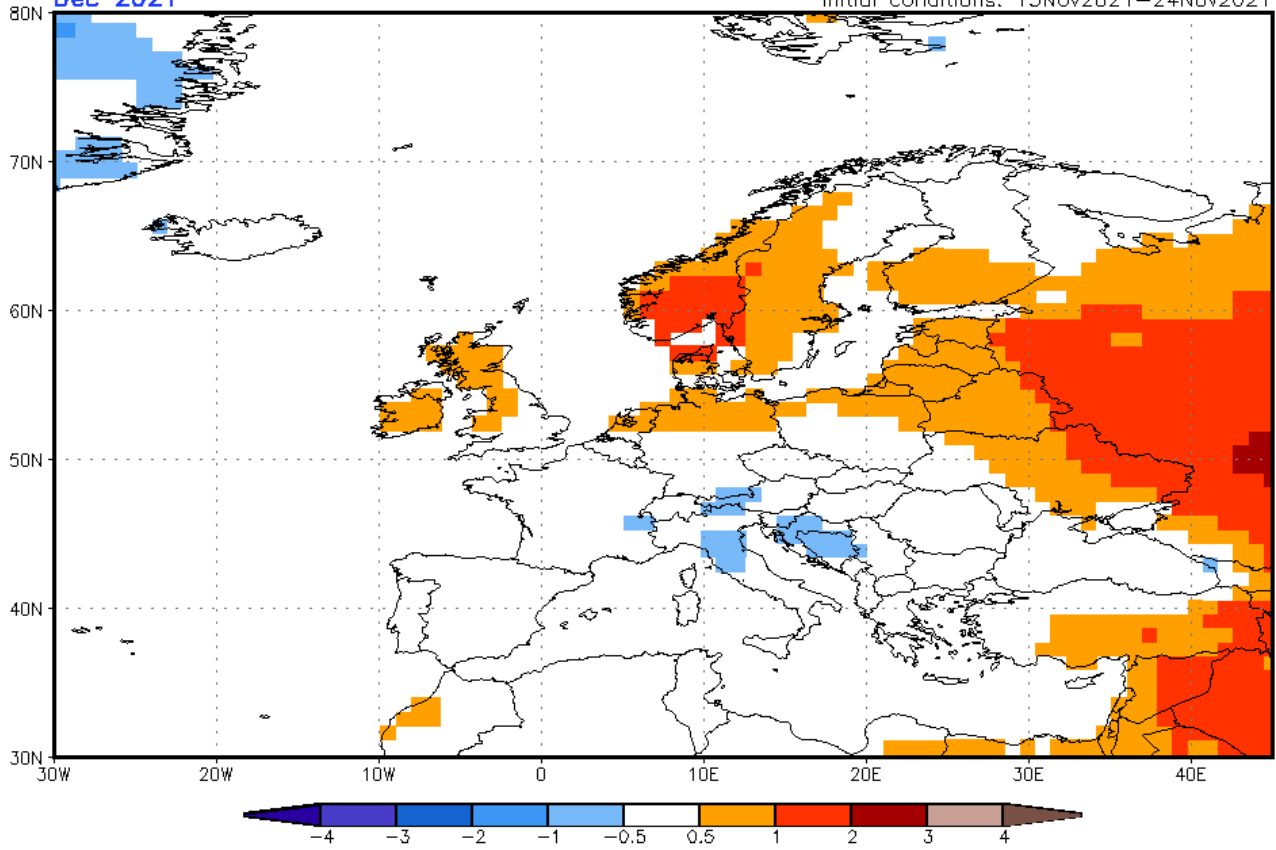 Dec 2021
Initial conditions: 15Nov2021−24Nov2021
80N
70N
60N
50N
40N
30N
30W 20W 10W 0 10E 20E 30E 40E
−4 −3 −2 −1 −0.5 0.5 1 2 3 4